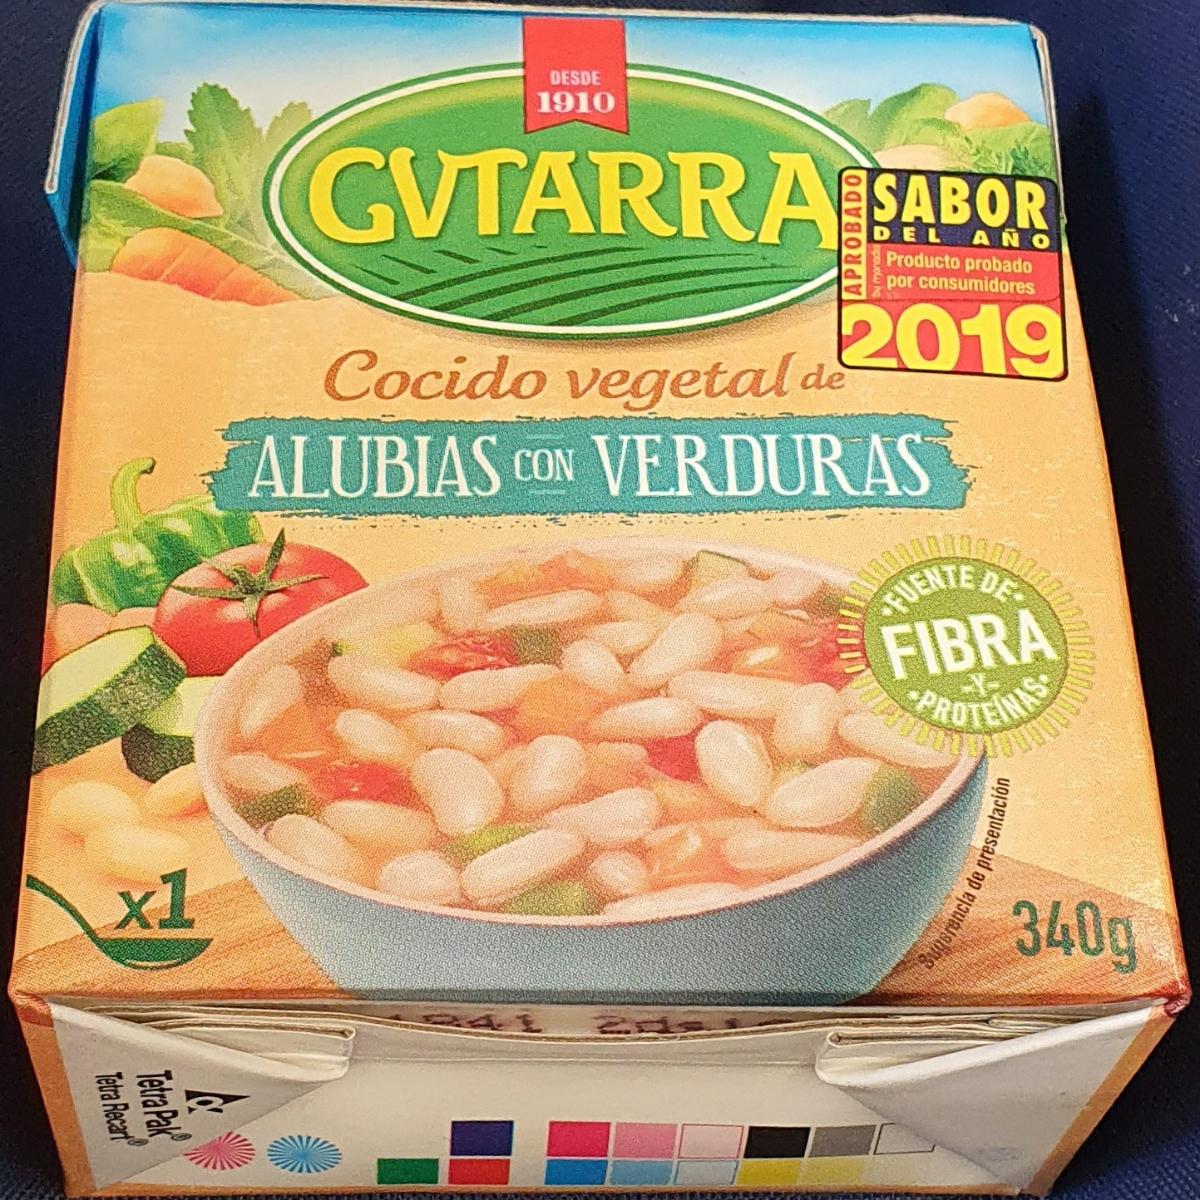 DESDE
1910
GVTARRA
APROBADO
SABOR
DEL AÑO
Producto probado
por consumidores
2019
Cocido vegetal de
ALUBIAS CON VERDURAS
FUENTE DE
FIBRA
-Y-
PROTEÍNAS
Sugerencia de presentación
x1
340g
Tetra Pak®
Tetra Recart®